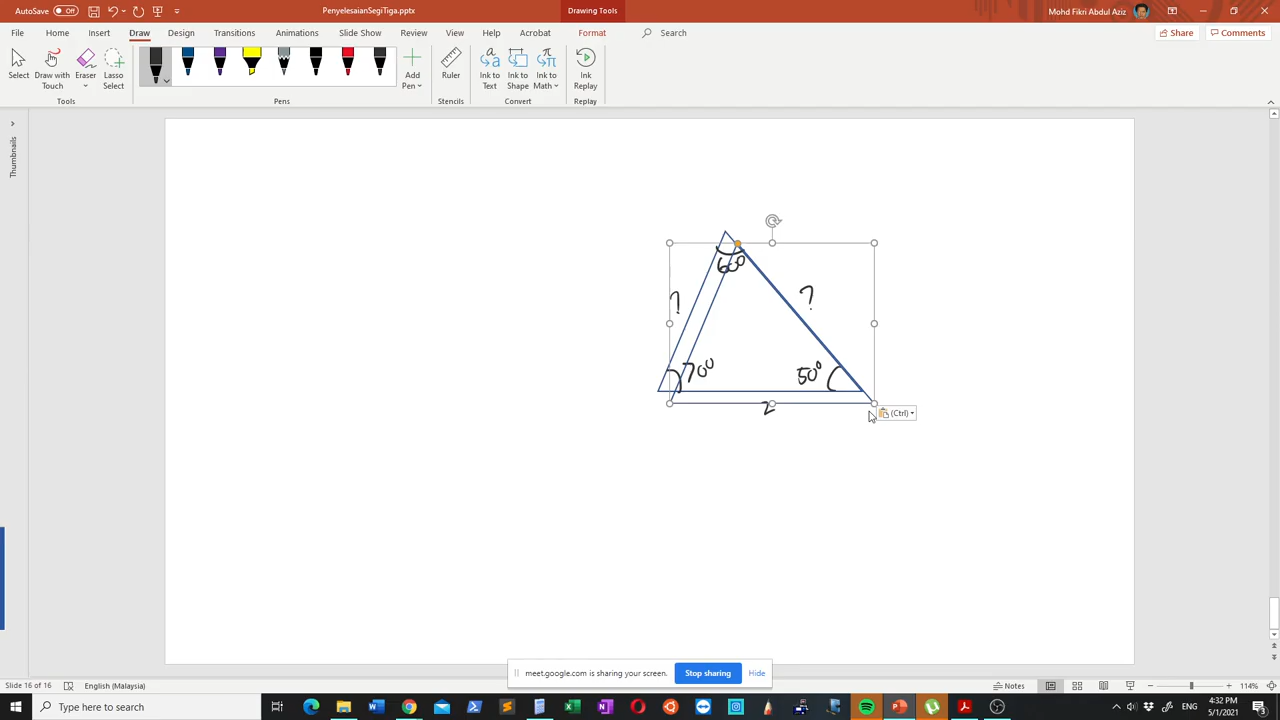 AutoSave Off PenyelesaianSegiTiga.pptx Drawing Tools Mohd Fikri Abdul Aziz
File Home Insert Draw Design Transitions Animations Slide Show Review View Help Acrobat Format Search Share Comments
Select Draw with Touch Eraser Lasso Select Add Pen Ruler Ink to Text Ink to Shape Ink to Math Ink Replay
Tools Pens Stencils Convert Replay
Thumbnails
60°
?
?
70°
50°
2
(Ctrl)
meet.google.com is sharing your screen. Stop sharing Hide
Slide 16 of 16 English (Malaysia) Notes 114%
Type here to search ENG 4:32 PM
5/1/2021